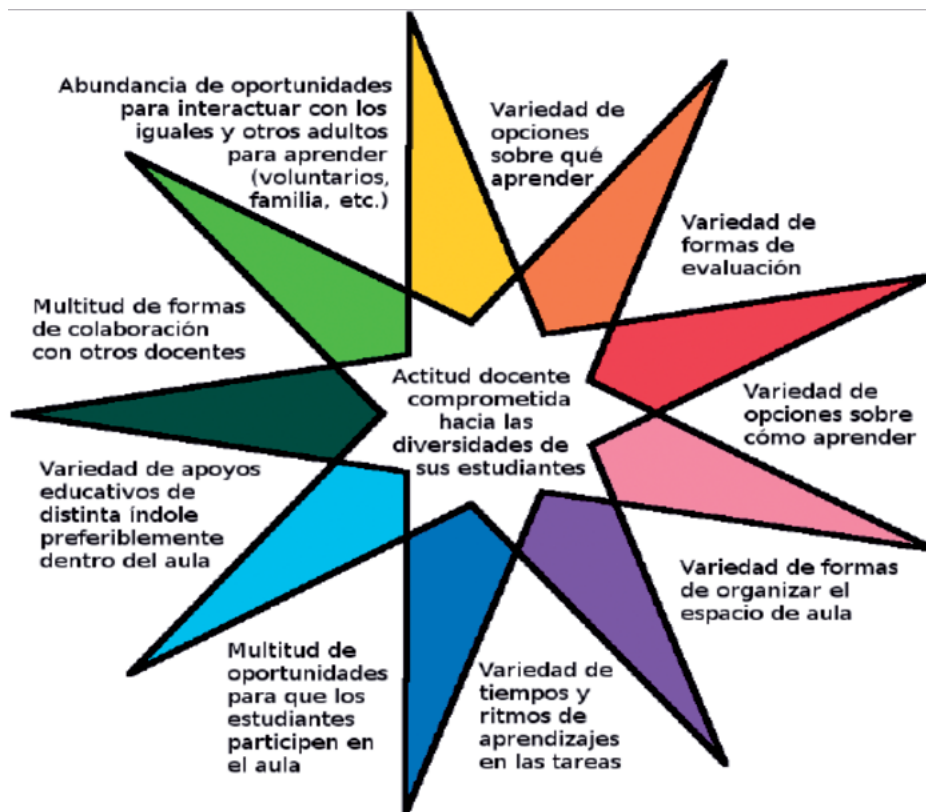 Abundancia de oportunidades
para interactuar con los
iguales y otros adultos
para aprender
(voluntarios,
familia, etc.)
Variedad de
opciones
sobre qué
aprender
Variedad de
formas de
evaluación
Multitud de formas
de colaboración
con otros docentes
Actitud docente
comprometida
hacia las
diversidades de
sus estudiantes
Variedad de
opciones sobre
cómo aprender
Variedad de apoyos
educativos de
distinta índole
preferiblemente
dentro del aula
Variedad de formas
de organizar el
espacio de aula
Multitud de
oportunidades
para que los
estudiantes
participen en
el aula
Variedad de
tiempos y
ritmos de
aprendizajes
en las tareas